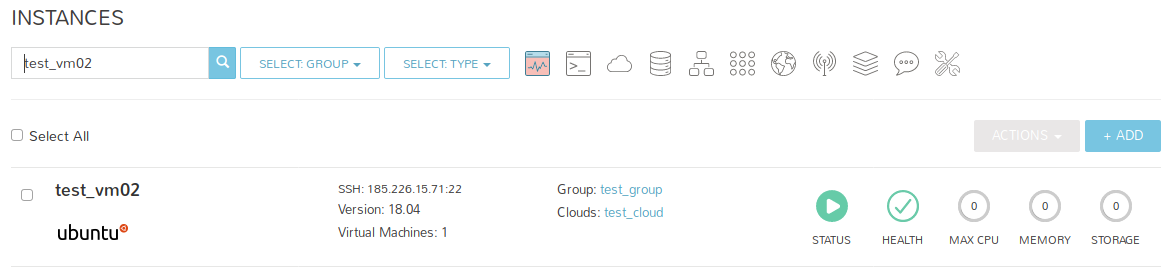 INSTANCES
test_vm02
SELECT: GROUP
SELECT: TYPE
>_
Select All
ACTIONS
+ ADD
test_vm02
ubuntu
SSH: 185.226.15.71:22
Version: 18.04
Virtual Machines: 1
Group: test_group
Clouds: test_cloud
0
0
0
STATUS
HEALTH
MAX CPU
MEMORY
STORAGE